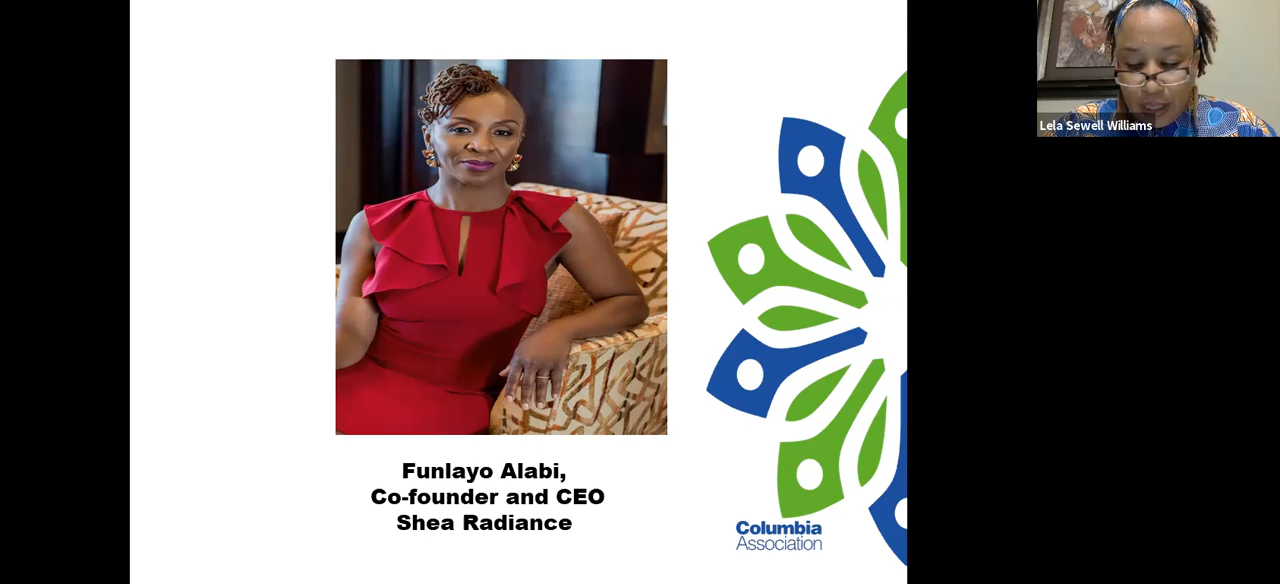 Lela Sewell Williams
Funlayo Alabi,
Co-founder and CEO
Shea Radiance
Columbia
Association